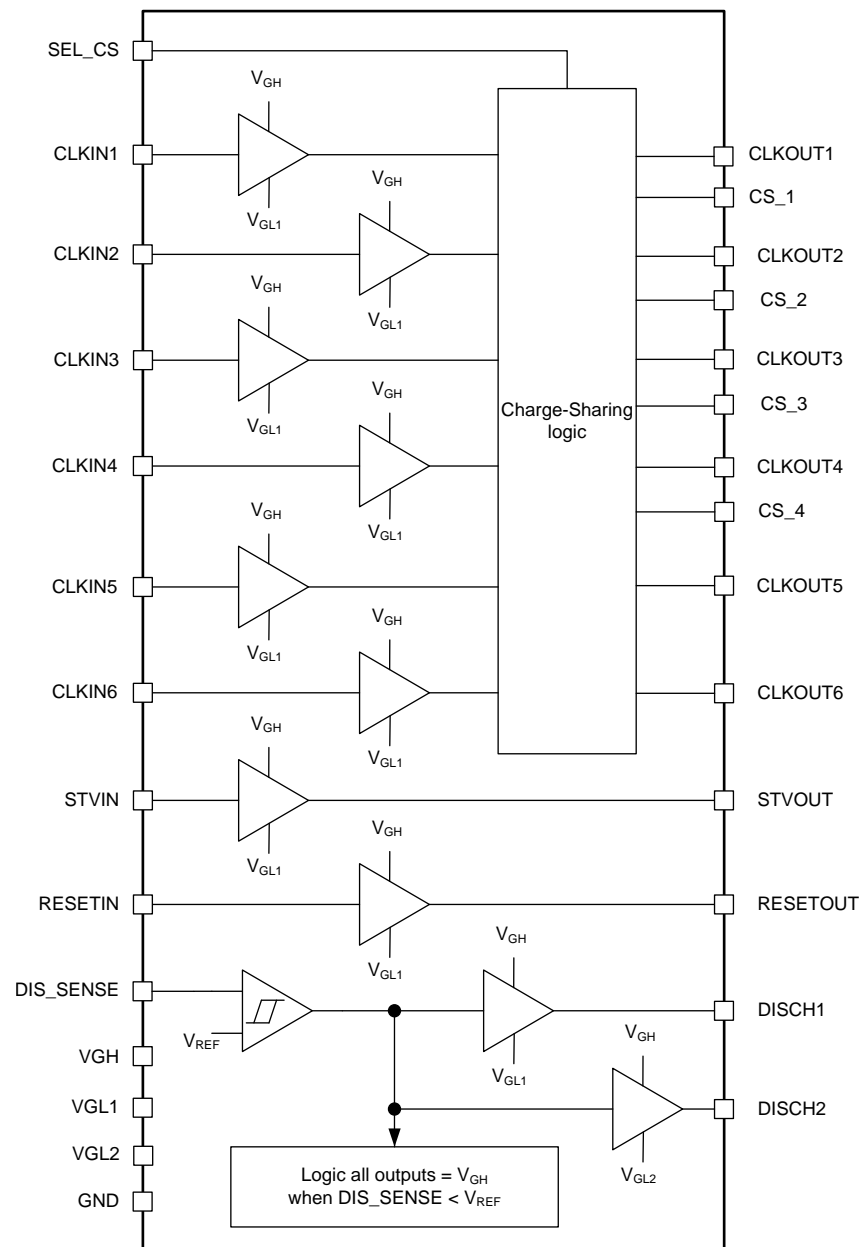 SEL_CS
VGH
CLKIN1
CLKOUT1
VGH
CS_1
VGL1
CLKIN2
CLKOUT2
VGH
CS_2
VGL1
CLKIN3
CLKOUT3
VGH
CS_3
VGL1
Charge-Sharing
logic
CLKIN4
CLKOUT4
VGH
CS_4
VGL1
CLKIN5
CLKOUT5
VGH
VGL1
CLKIN6
CLKOUT6
VGH
VGL1
STVIN
STVOUT
VGH
VGL1
RESETIN
RESETOUT
VGH
VGL1
DIS_SENSE
DISCH1
VREF
VGH
VGH
VGL1
VGL1
DISCH2
VGL2
VGL2
Logic all outputs = VGH
when DIS_SENSE < VREF
GND